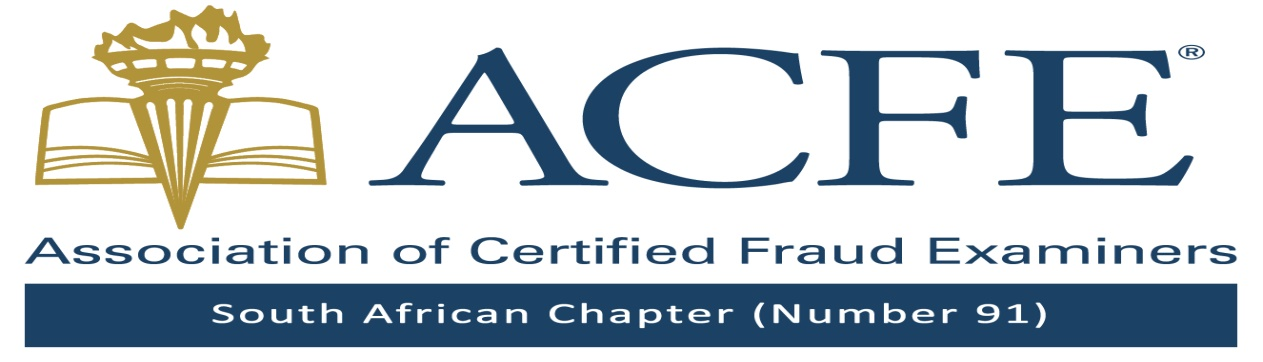 ACFE®
Association of Certified Fraud Examiners
South African Chapter (Number 91)